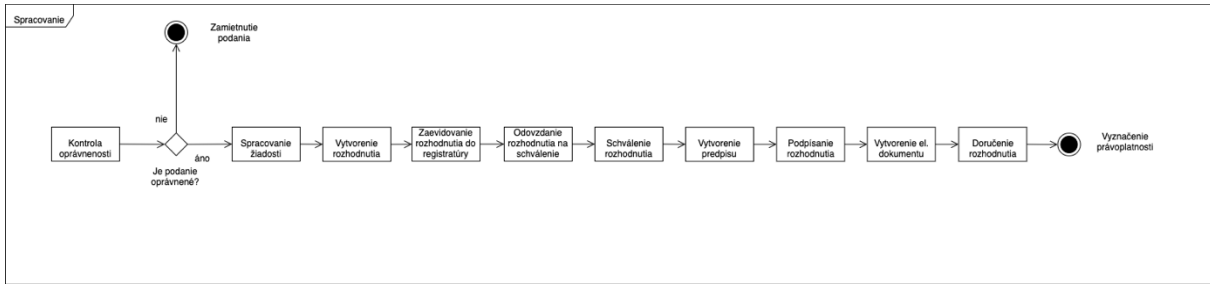 Spracovanie
Zamietnutie
podania
nie
Kontrola
oprávnenosti
áno
Je podanie
oprávnené?
Spracovanie
žiadosti
Vytvorenie
rozhodnutia
Zaevidovanie
rozhodnutia do
registratúry
Odovzdanie
rozhodnutia na
schválenie
Schválenie
rozhodnutia
Vytvorenie
predpisu
Podpísanie
rozhodnutia
Vytvorenie el.
dokumentu
Doručenie
rozhodnutia
Vyznačenie
právoplatnosti